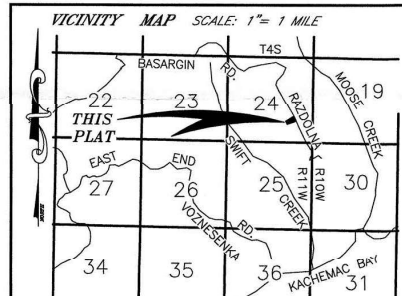 VICINITY MAP SCALE: 1"= 1 MILE
T4S
BASARGIN RD.
22 23 24 19
THIS
PLAT
RAZDOLNA
MOOSE
CREEK
EAST END RD.
SWIFT
CREEK
27 26 25 30
R11W
R10W
VOZNESENKA
34 35 36 31
KACHEMAC BAY